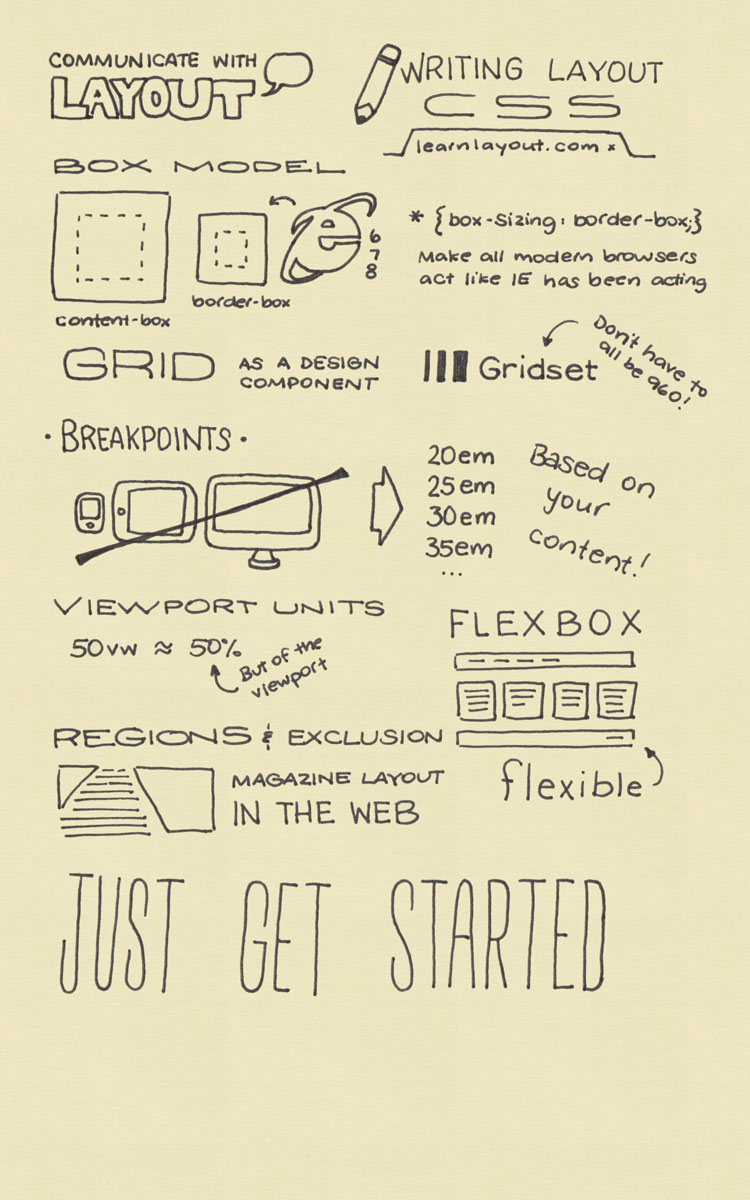 COMMUNICATE WITH
LAYOUT
WRITING LAYOUT
CSS
learnlayout.com x
BOX MODEL
content-box
border-box
6
7
8
* {box-sizing: border-box;}
Make all modern browsers
act like IE has been acting
GRID
AS A DESIGN
COMPONENT
Gridset
Don't have to
all be 960!
• BREAKPOINTS •
20em
25em
30em
35em
...
Based on
your
content!
VIEWPORT UNITS
50vw ≈ 50%
But of the
viewport
FLEXBOX
flexible
REGIONS & EXCLUSION
MAGAZINE LAYOUT
IN THE WEB
JUST GET STARTED